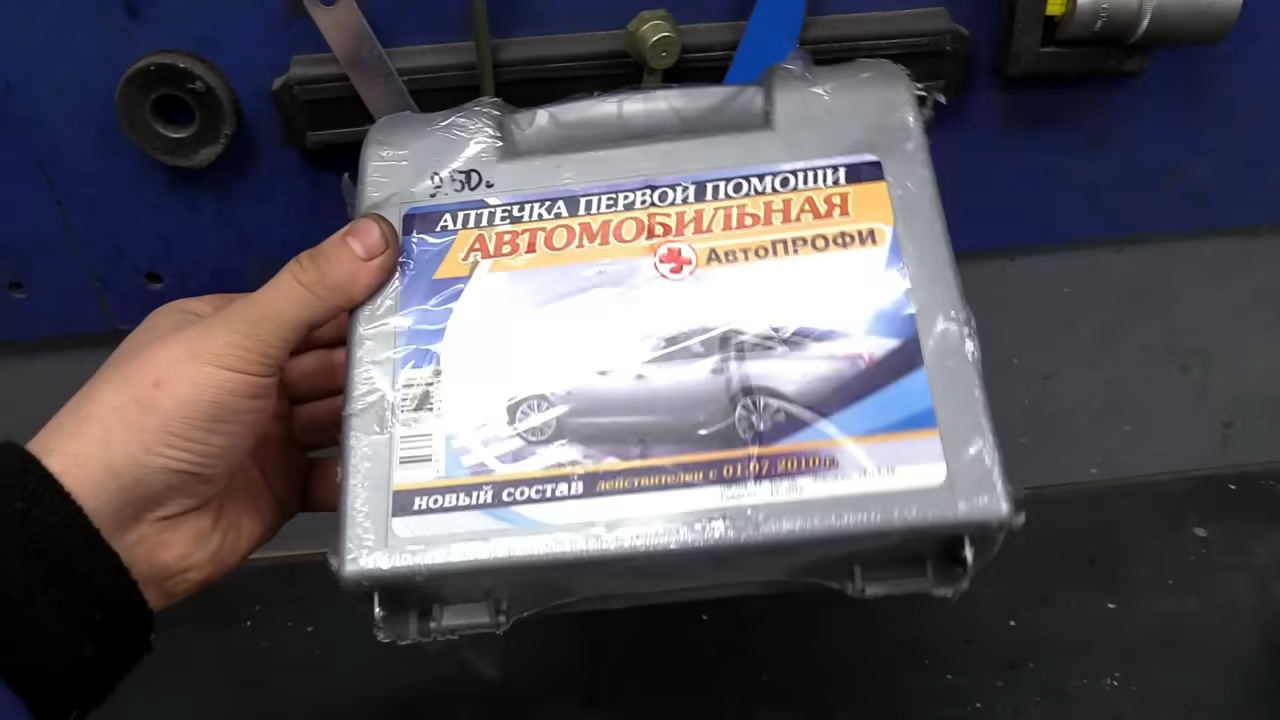 250.
АПТЕЧКА ПЕРВОЙ ПОМОЩИ
АВТОМОБИЛЬНАЯ
АвтоПРОФИ
НОВЫЙ СОСТАВ действителен с 01.07.2010 г.